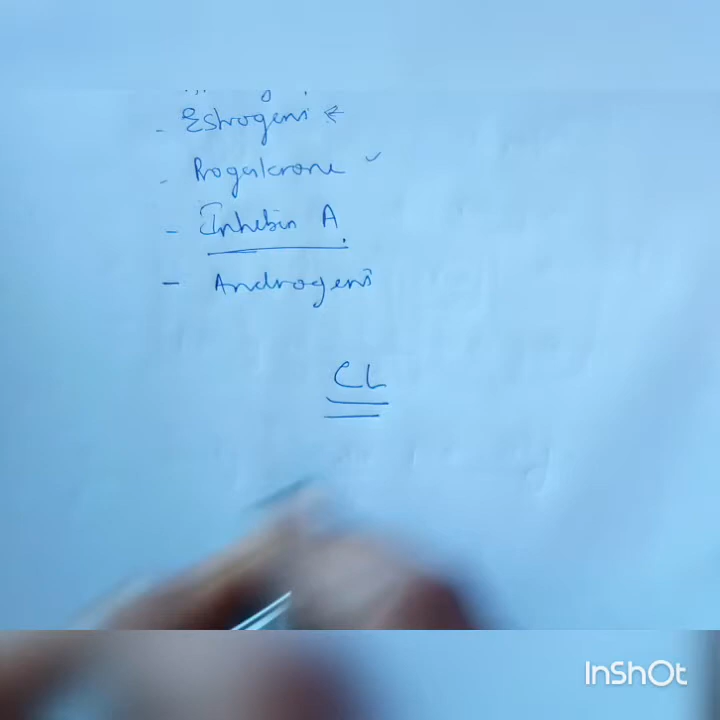 - Estrogens ←
- Progesterone ✓
- Inhibin A.
- Androgens
CL
InShOt